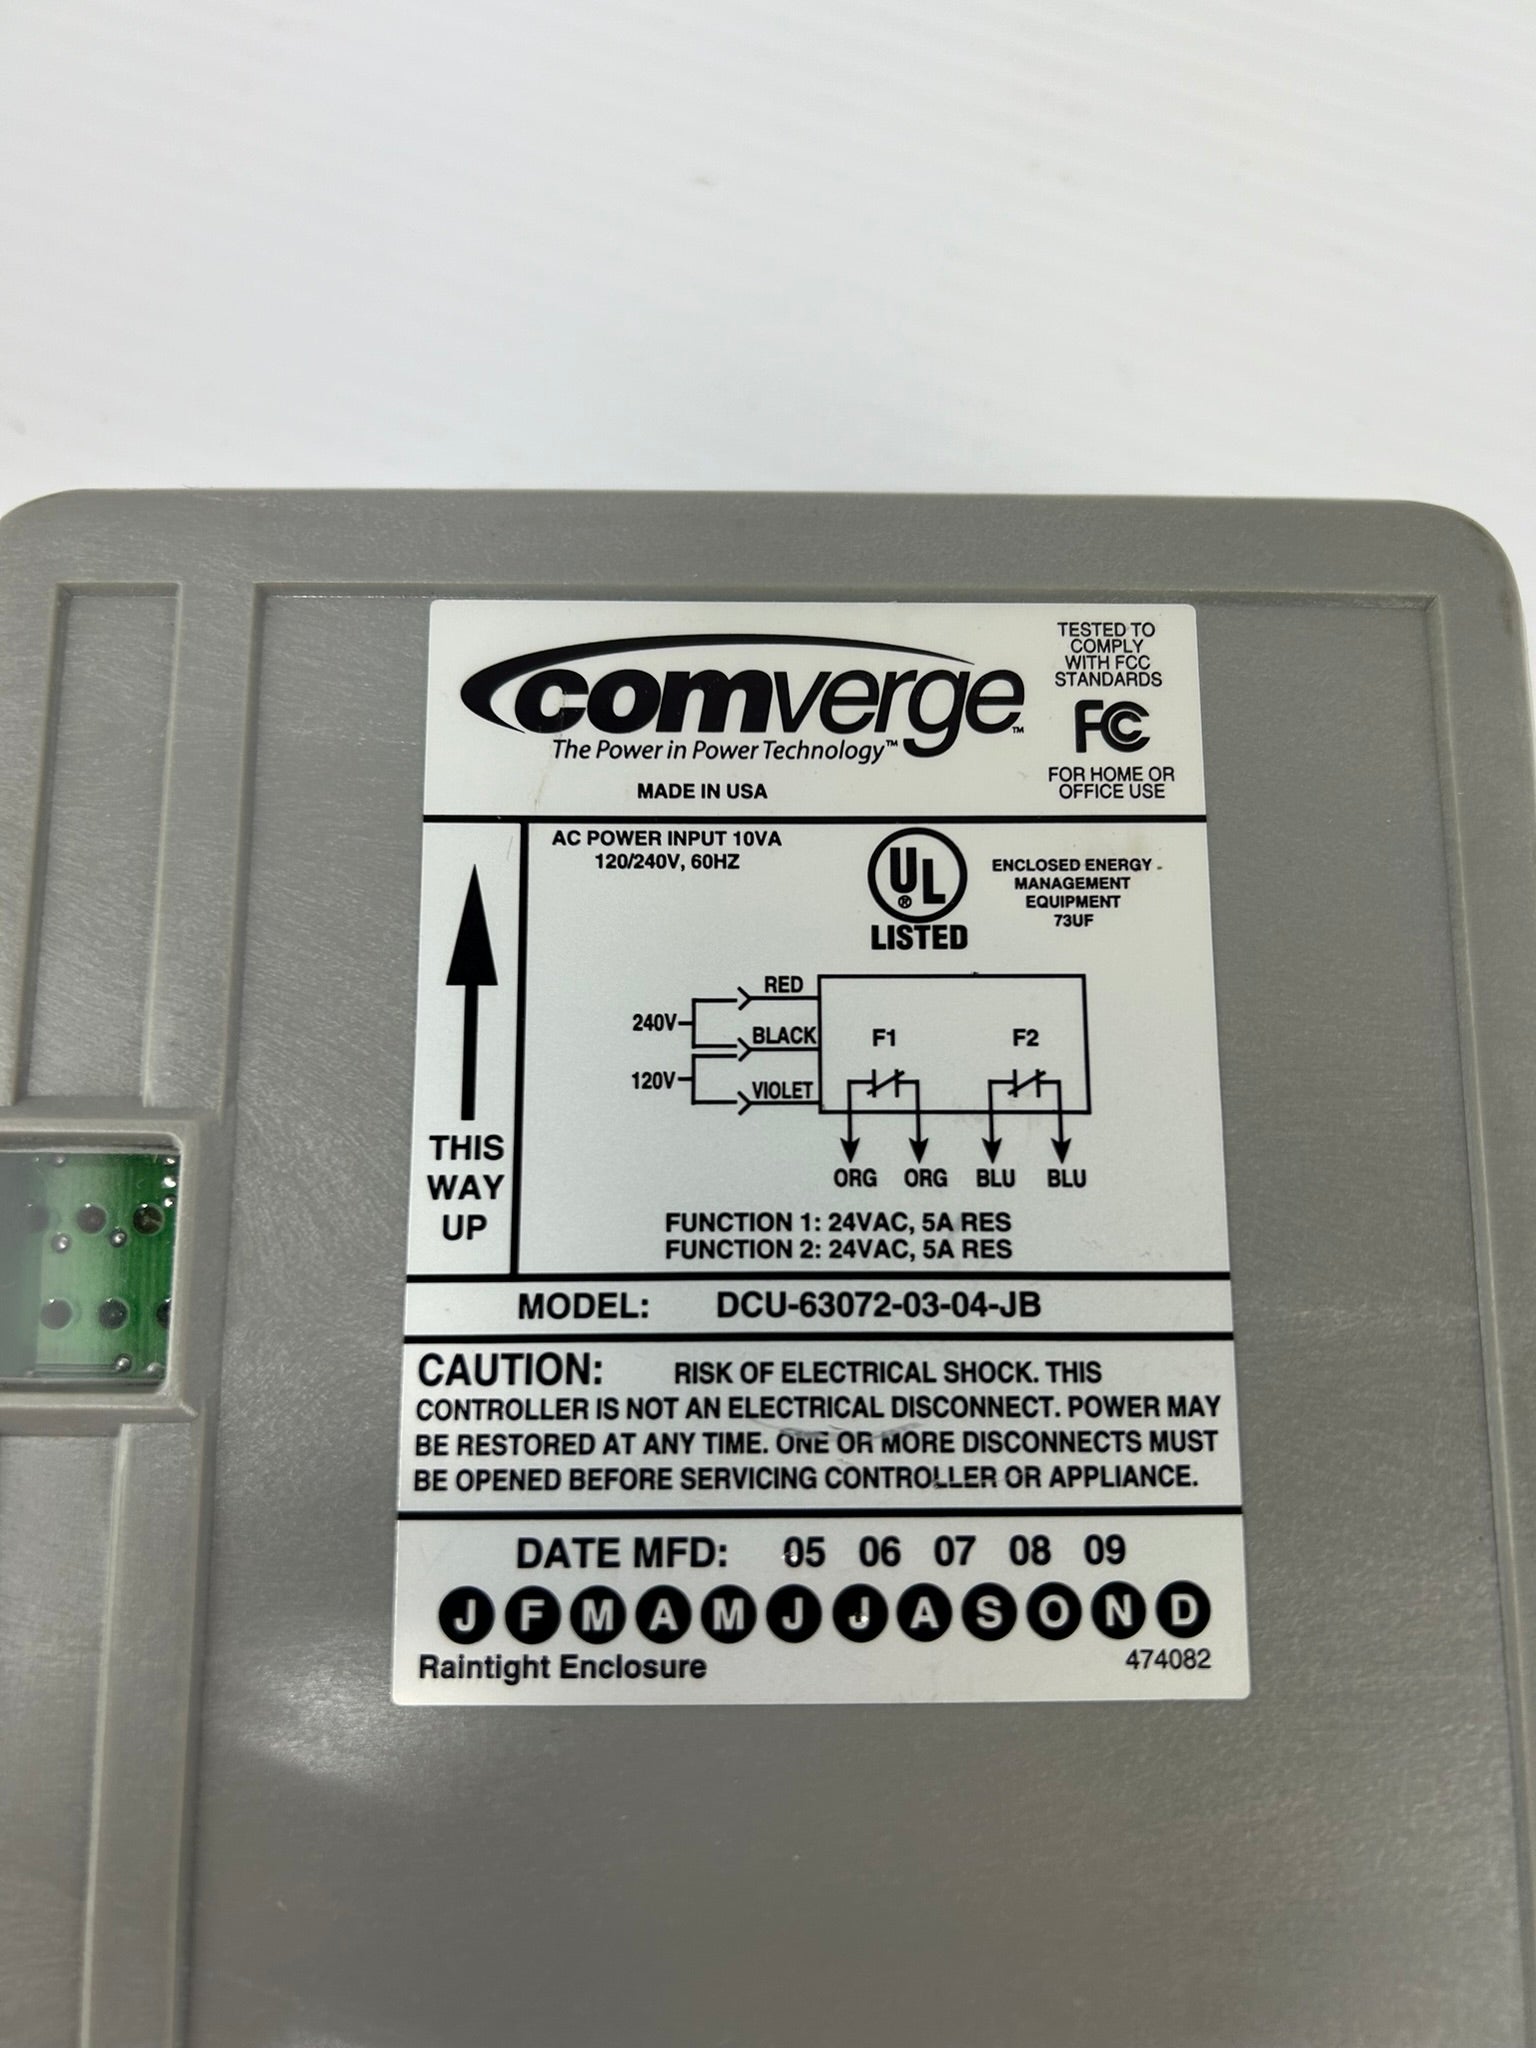 comverge™
The Power in Power Technology™
MADE IN USA
TESTED TO
COMPLY
WITH FCC
STANDARDS
FC
FOR HOME OR
OFFICE USE
THIS
WAY
UP
AC POWER INPUT 10VA
120/240V, 60HZ
UL®
LISTED
ENCLOSED ENERGY
MANAGEMENT
EQUIPMENT
73UF
RED
240V
BLACK
120V
VIOLET
F1 F2
ORG ORG BLU BLU
FUNCTION 1: 24VAC, 5A RES
FUNCTION 2: 24VAC, 5A RES
MODEL: DCU-63072-03-04-JB
CAUTION: RISK OF ELECTRICAL SHOCK. THIS
CONTROLLER IS NOT AN ELECTRICAL DISCONNECT. POWER MAY
BE RESTORED AT ANY TIME. ONE OR MORE DISCONNECTS MUST
BE OPENED BEFORE SERVICING CONTROLLER OR APPLIANCE.
DATE MFD: 05 06 07 08 09
J F M A M J J A S O N D
Raintight Enclosure 474082